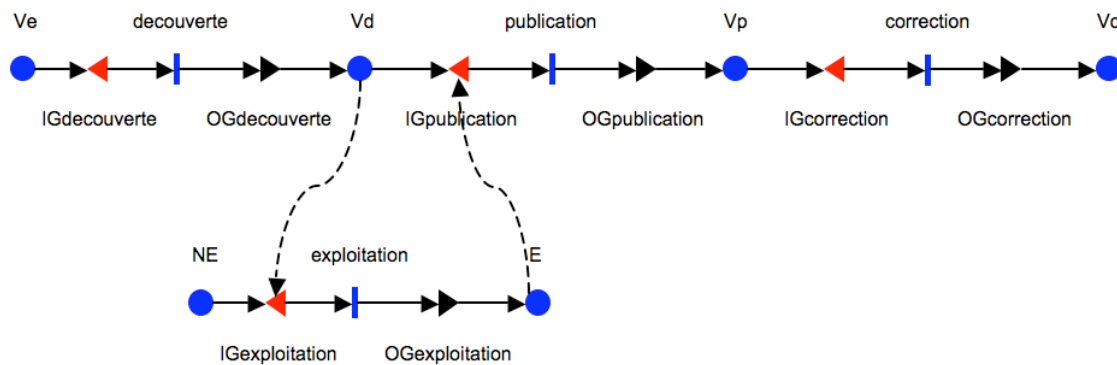 Ve decouverte Vd publication Vp correction Vc
IGdecouverte OGdecouverte IGpublication OGpublication IGcorrection OGcorrection
NE exploitation E
IGexploitation OGexploitation